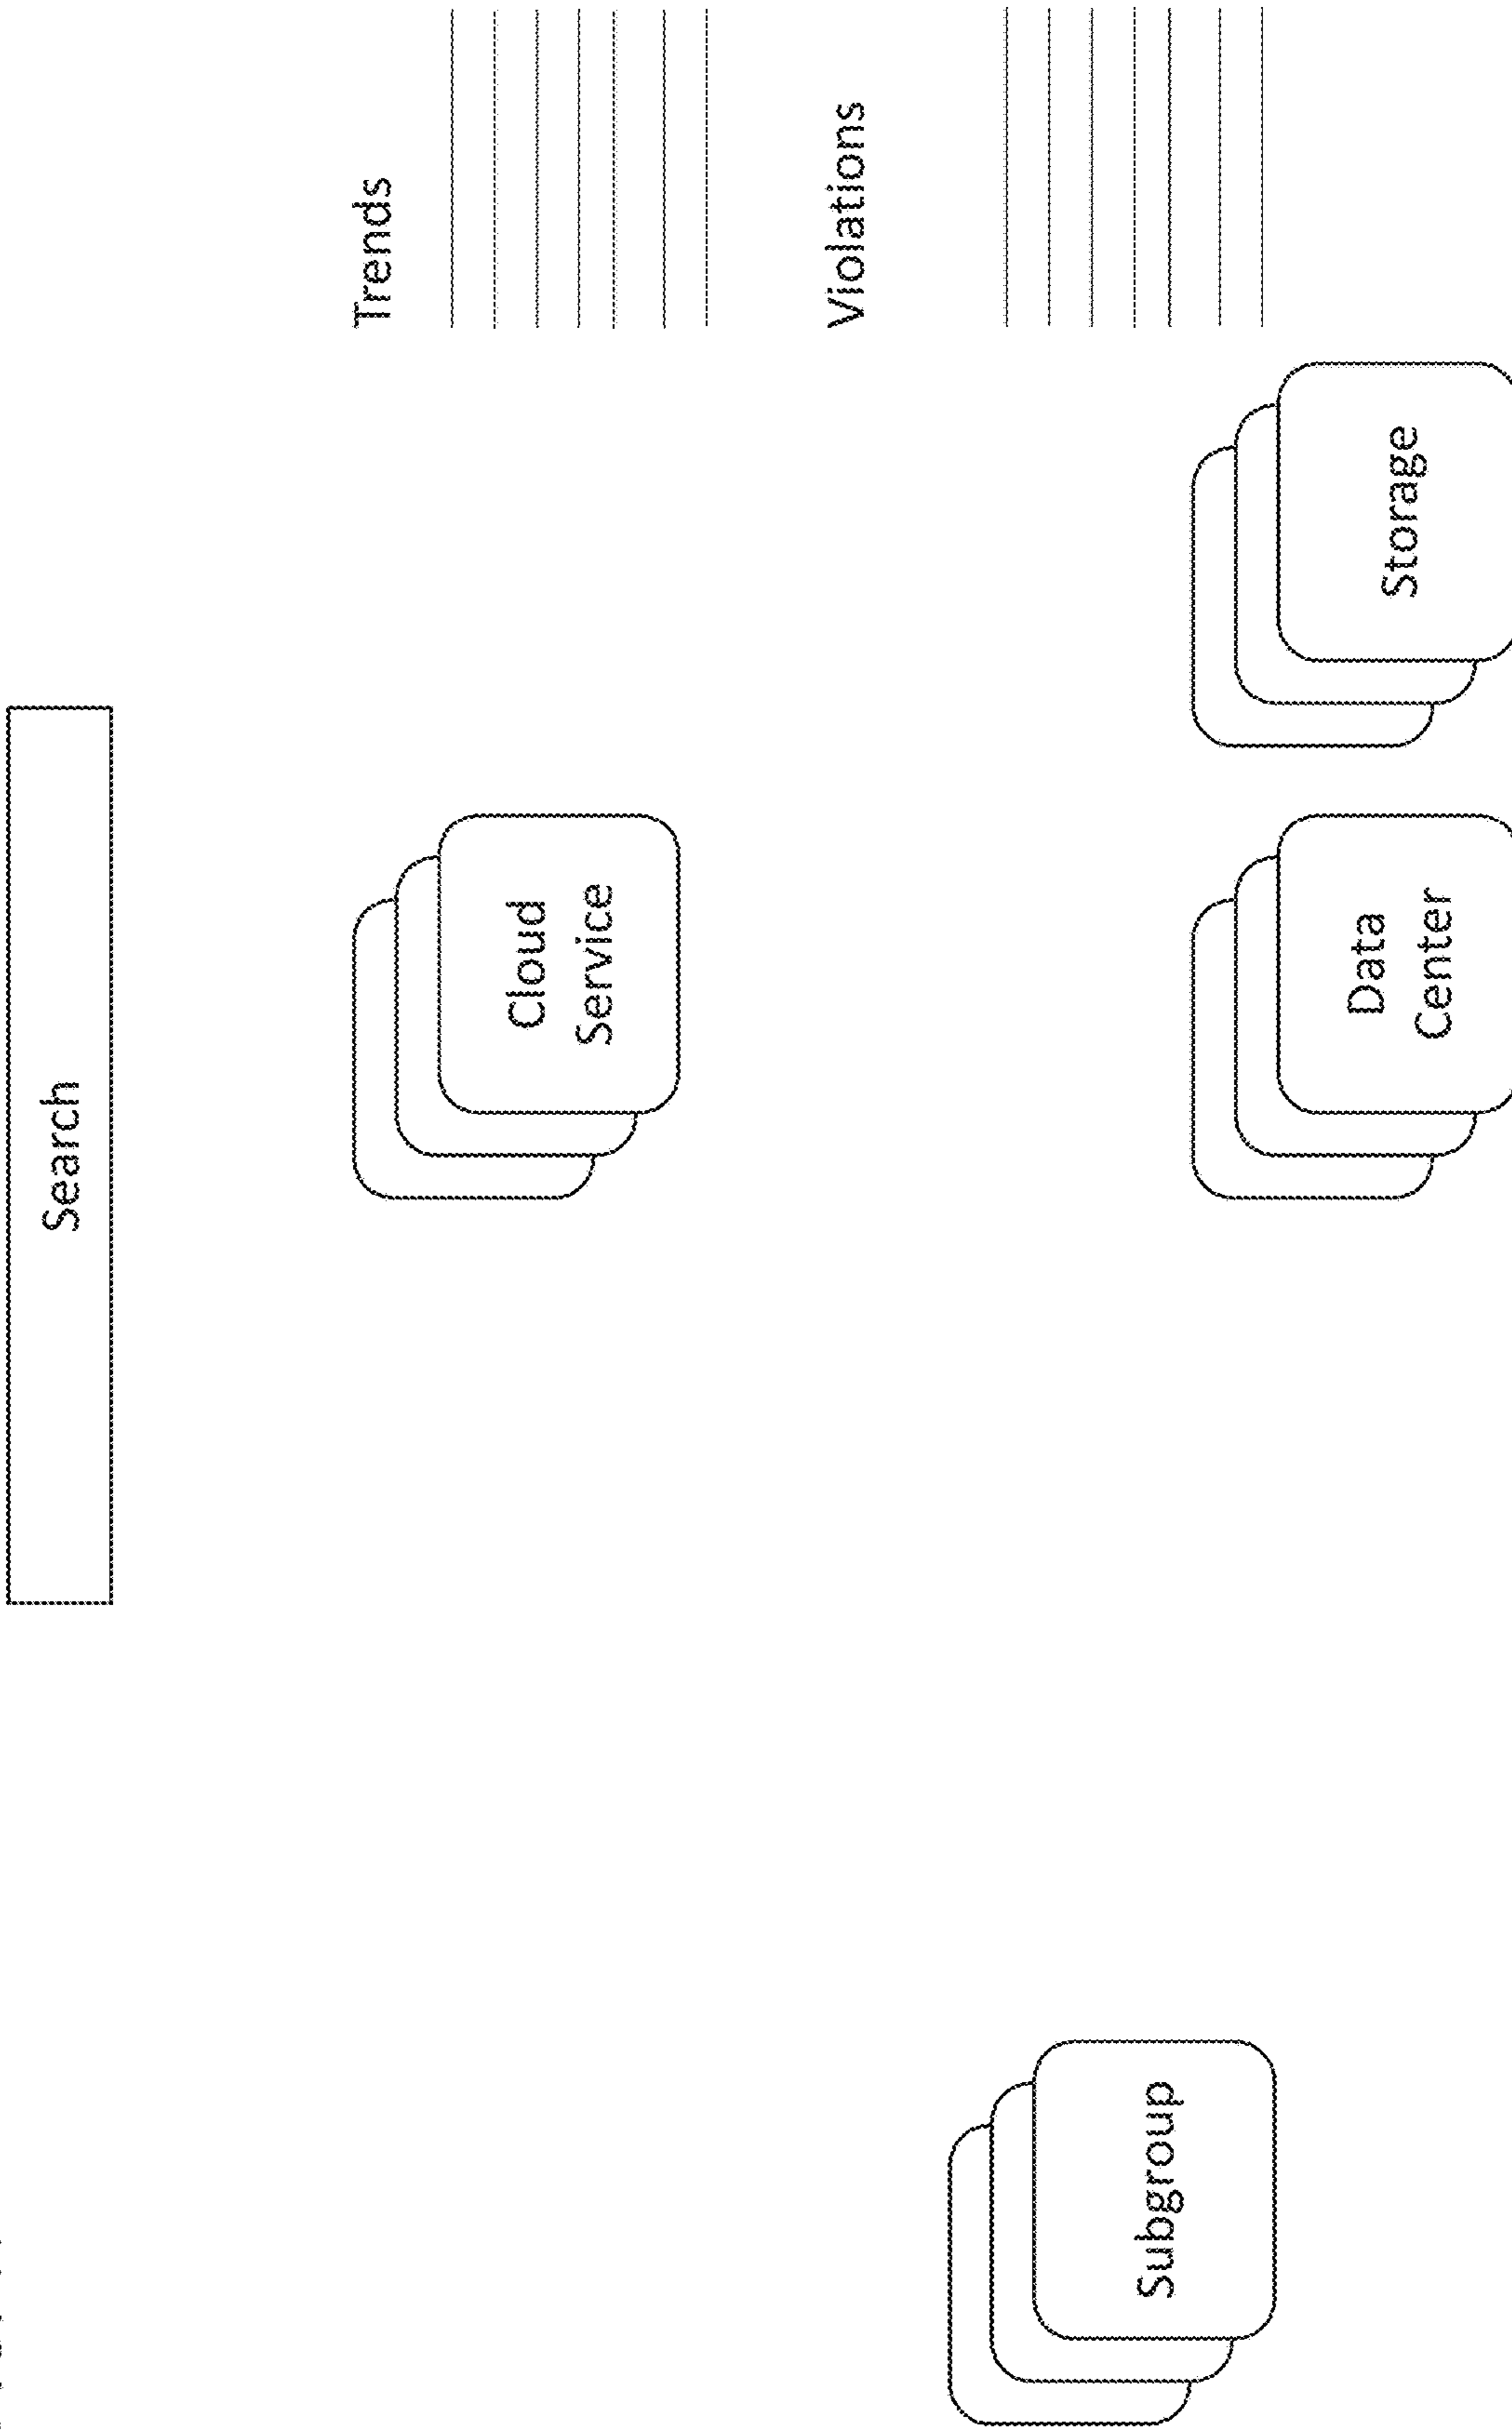 Search
Trends
Cloud
Service
Violations
Subgroup
Data
Center
Storage